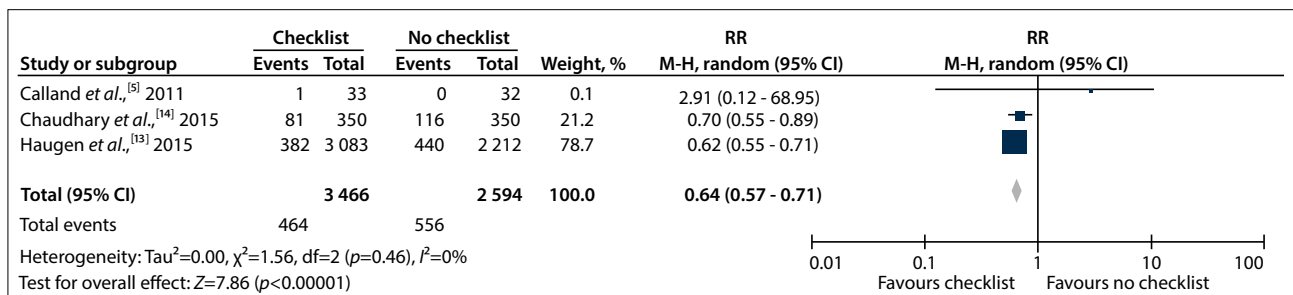 Checklist No checklist RR RR
Study or subgroup Events Total Events Total Weight, % M-H, random (95% CI) M-H, random (95% CI)
Calland et al.,[5] 2011 1 33 0 32 0.1 2.91 (0.12 - 68.95)
Chaudhary et al.,[14] 2015 81 350 116 350 21.2 0.70 (0.55 - 0.89)
Haugen et al.,[13] 2015 382 3 083 440 2 212 78.7 0.62 (0.55 - 0.71)
Total (95% CI) 3 466 2 594 100.0 0.64 (0.57 - 0.71)
Total events 464 556
Heterogeneity: Tau²=0.00, χ²=1.56, df=2 (p=0.46), I²=0%
Test for overall effect: Z=7.86 (p<0.00001)
0.01 0.1 1 10 100
Favours checklist Favours no checklist